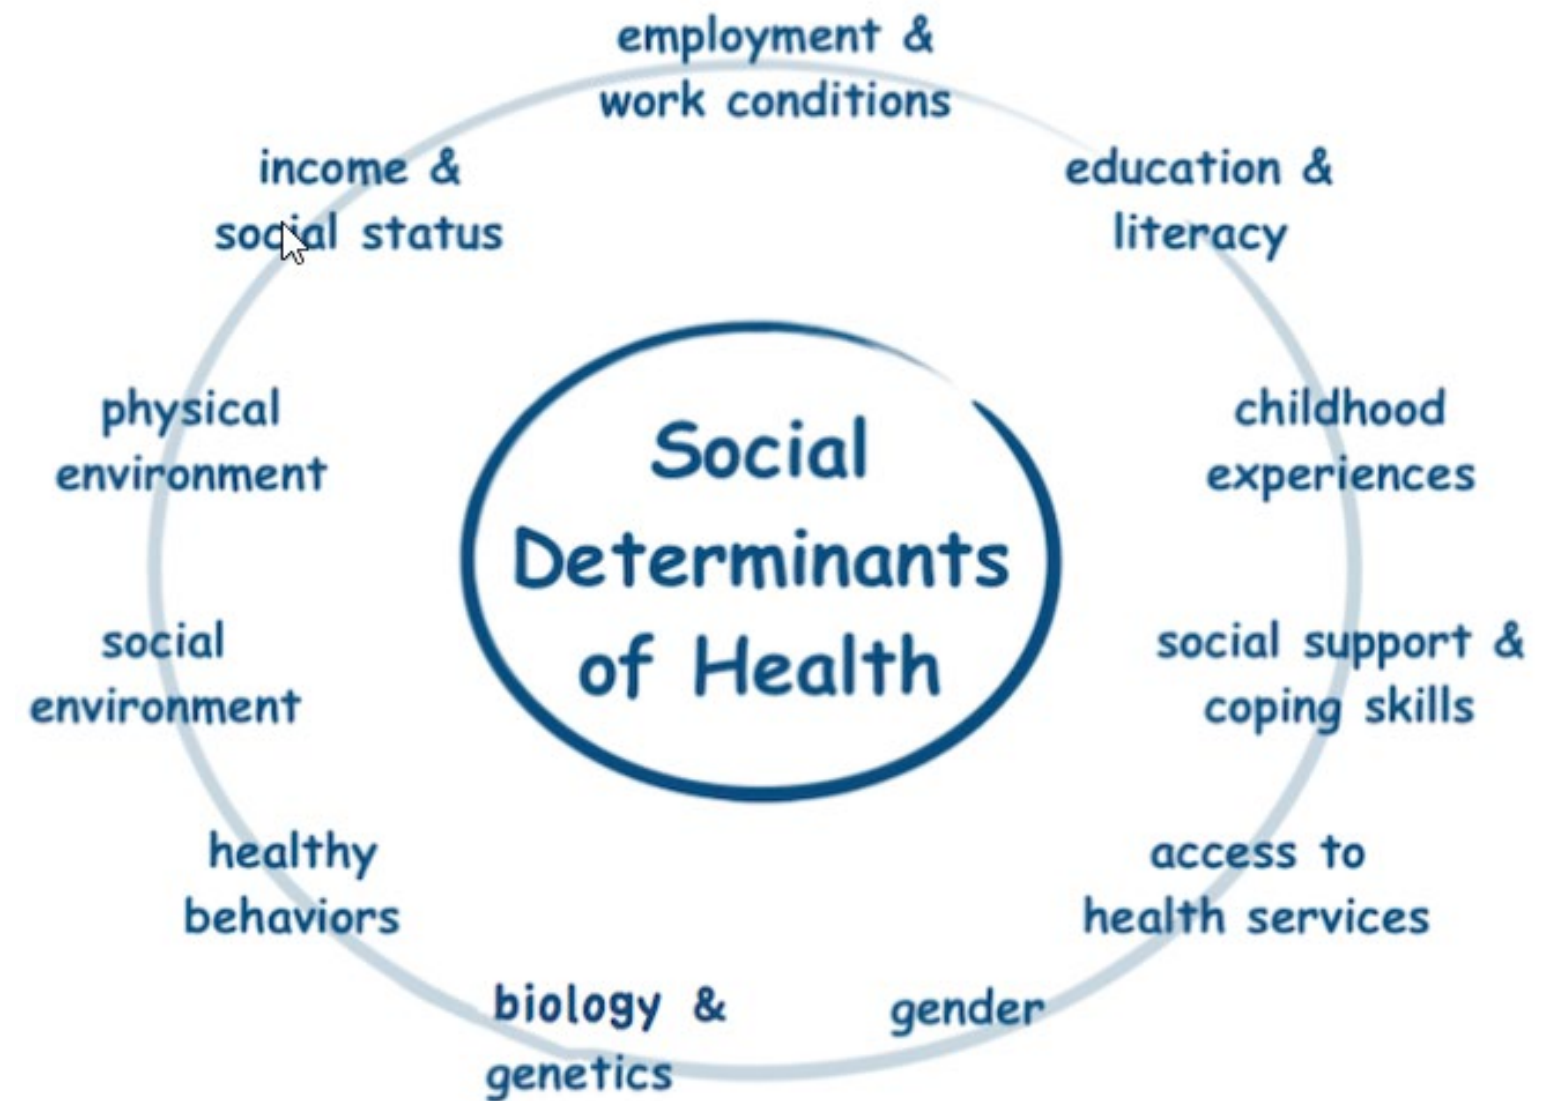 employment &
work conditions
income &
social status
education &
literacy
physical
environment
childhood
experiences
Social
Determinants
of Health
social
environment
social support &
coping skills
healthy
behaviors
access to
health services
biology &
genetics
gender